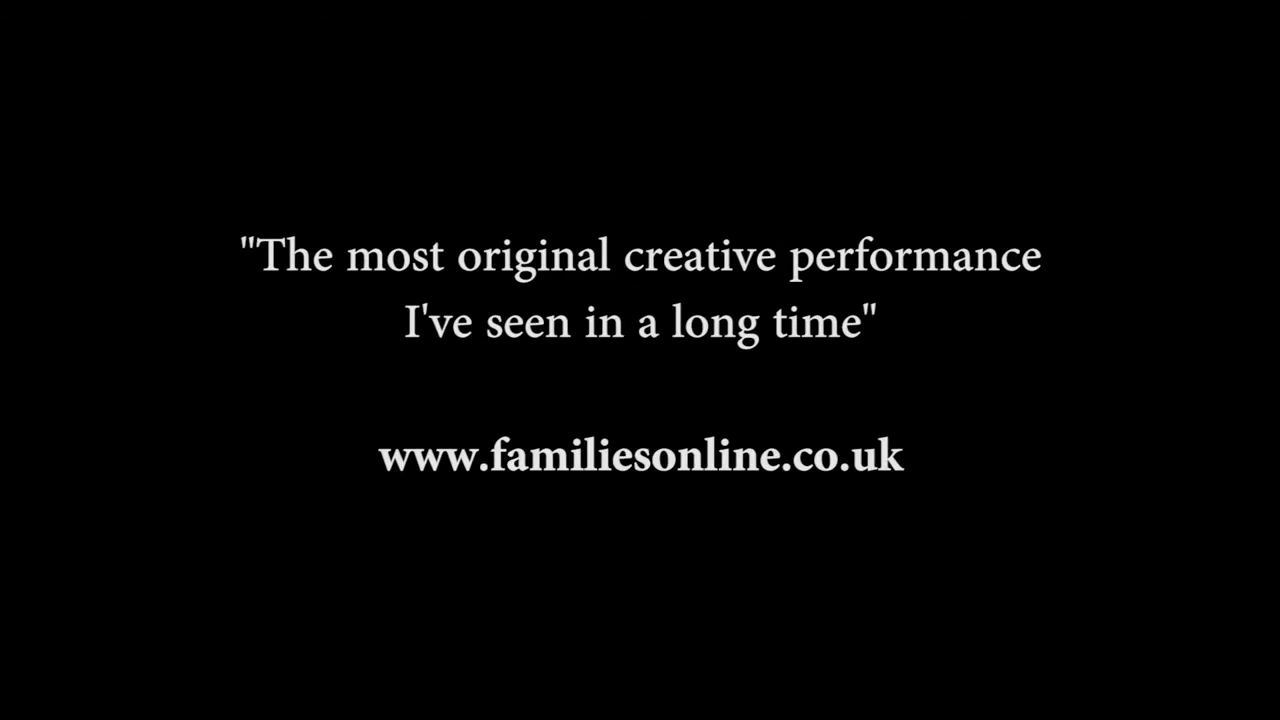 "The most original creative performance
I've seen in a long time"
www.familiesonline.co.uk